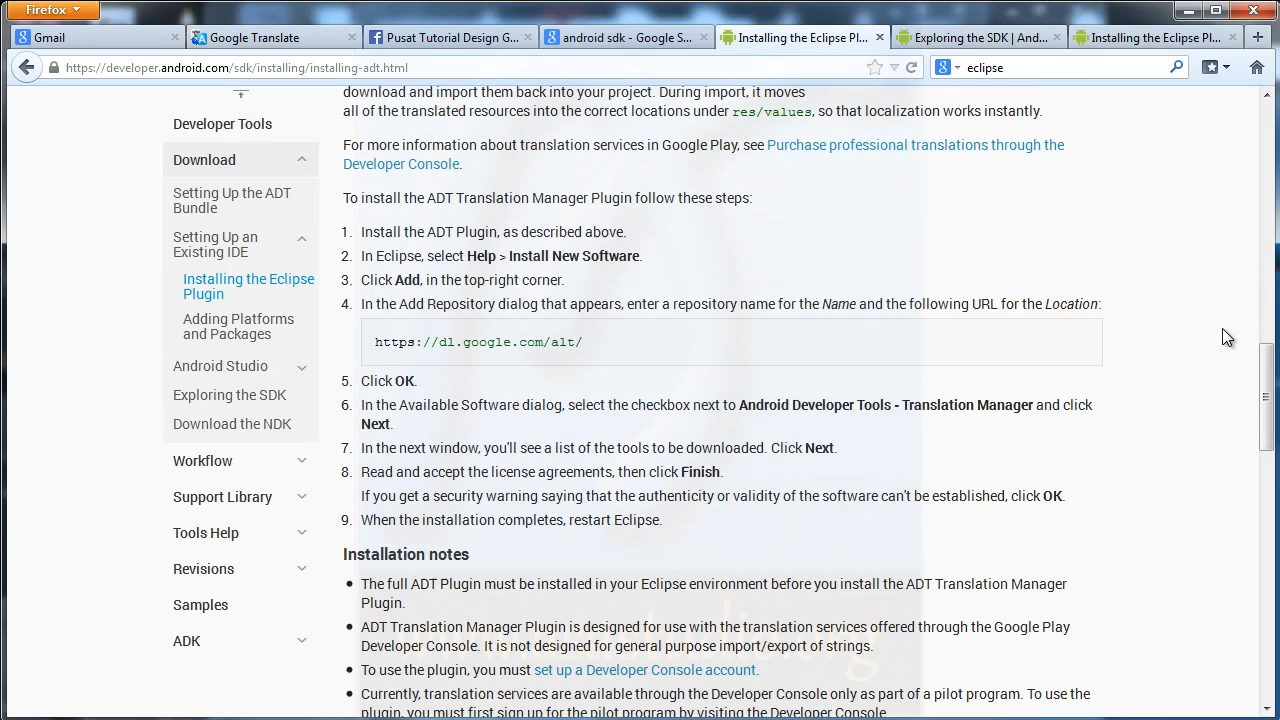 Firefox
Gmail
Google Translate
Pusat Tutorial Design G...
android sdk - Google S...
Installing the Eclipse Pl...
Exploring the SDK | And...
Installing the Eclipse Pl...
https://developer.android.com/sdk/installing/installing-adt.html
eclipse
Developer Tools
Download
Setting Up the ADT
Bundle
Setting Up an
Existing IDE
Installing the Eclipse
Plugin
Adding Platforms
and Packages
Android Studio
Exploring the SDK
Download the NDK
Workflow
Support Library
Tools Help
Revisions
Samples
ADK
download and import them back into your project. During import, it moves
all of the translated resources into the correct locations under res/values, so that localization works instantly.
For more information about translation services in Google Play, see Purchase professional translations through the
Developer Console.
To install the ADT Translation Manager Plugin follow these steps:
1. Install the ADT Plugin, as described above.
2. In Eclipse, select Help > Install New Software.
3. Click Add, in the top-right corner.
4. In the Add Repository dialog that appears, enter a repository name for the Name and the following URL for the Location:
https://dl.google.com/alt/
5. Click OK.
6. In the Available Software dialog, select the checkbox next to Android Developer Tools - Translation Manager and click
Next.
7. In the next window, you'll see a list of the tools to be downloaded. Click Next.
8. Read and accept the license agreements, then click Finish.
If you get a security warning saying that the authenticity or validity of the software can't be established, click OK.
9. When the installation completes, restart Eclipse.
Installation notes
• The full ADT Plugin must be installed in your Eclipse environment before you install the ADT Translation Manager
Plugin.
• ADT Translation Manager Plugin is designed for use with the translation services offered through the Google Play
Developer Console. It is not designed for general purpose import/export of strings.
• To use the plugin, you must set up a Developer Console account.
• Currently, translation services are available through the Developer Console only as part of a pilot program. To use the
plugin, you must first sign up for the pilot program by visiting the Developer Console.